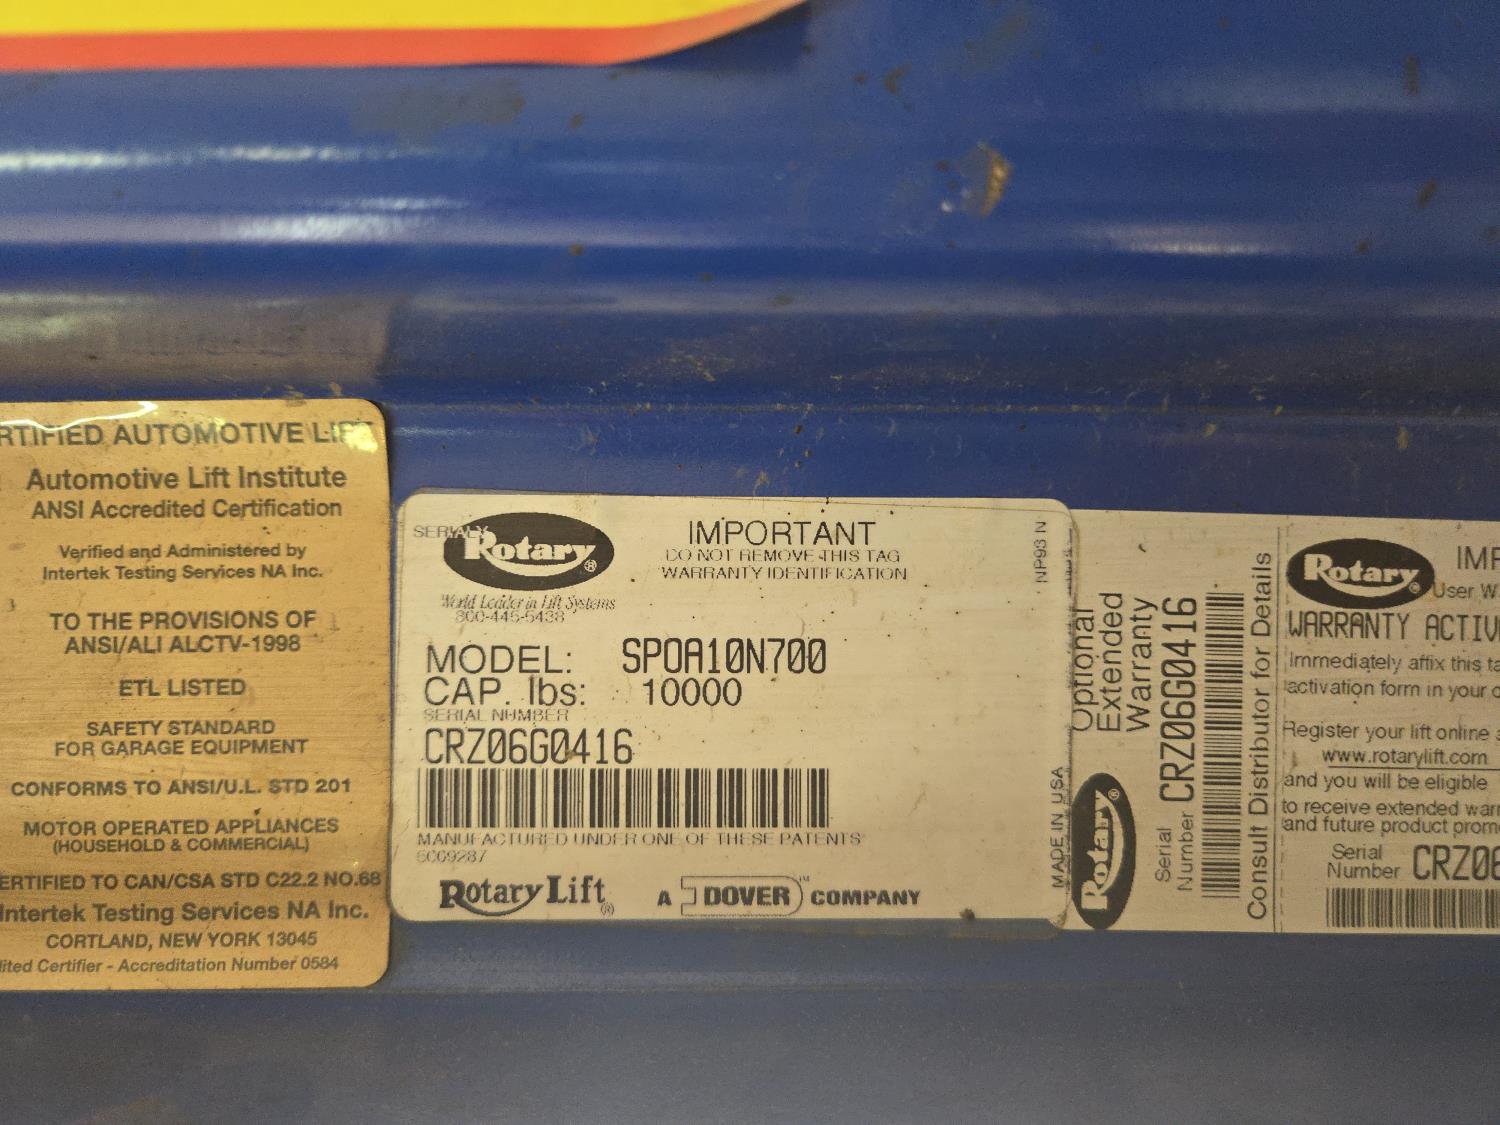 RTIFIED AUTOMOTIVE LIFT
Automotive Lift Institute
ANSI Accredited Certification
Verified and Administered by
Intertek Testing Services NA Inc.
TO THE PROVISIONS OF
ANSI/ALI ALCTV-1998
ETL LISTED
SAFETY STANDARD
FOR GARAGE EQUIPMENT
CONFORMS TO ANSI/U.L. STD 201
MOTOR OPERATED APPLIANCES
(HOUSEHOLD & COMMERCIAL)
ERTIFIED TO CAN/CSA STD C22.2 NO.68
Intertek Testing Services NA Inc.
CORTLAND, NEW YORK 13045
dited Certifier - Accreditation Number 0584
Rotary®
World Leader in Lift Systems
800-445-5438
IMPORTANT
DO NOT REMOVE THIS TAG
WARRANTY IDENTIFICATION
NP93 N
MODEL: SPOA10N700
CAP. lbs: 10000
SERIAL NUMBER
CRZ06G0416
MANUFACTURED UNDER ONE OF THESE PATENTS
Rotary Lift®
A DOVER™ COMPANY
MADE IN USA
Optional
Extended
Warranty
Rotary®
Serial
Number CRZ06G0416
Consult Distributor for Details
Rotary®
IMP
User W
WARRANTY ACTIV
Immediately affix this ta
activation form in your o
Register your lift online a
www.rotarylift.com
and you will be eligible
to receive extended warr
and future product promo
Serial
Number CRZ06